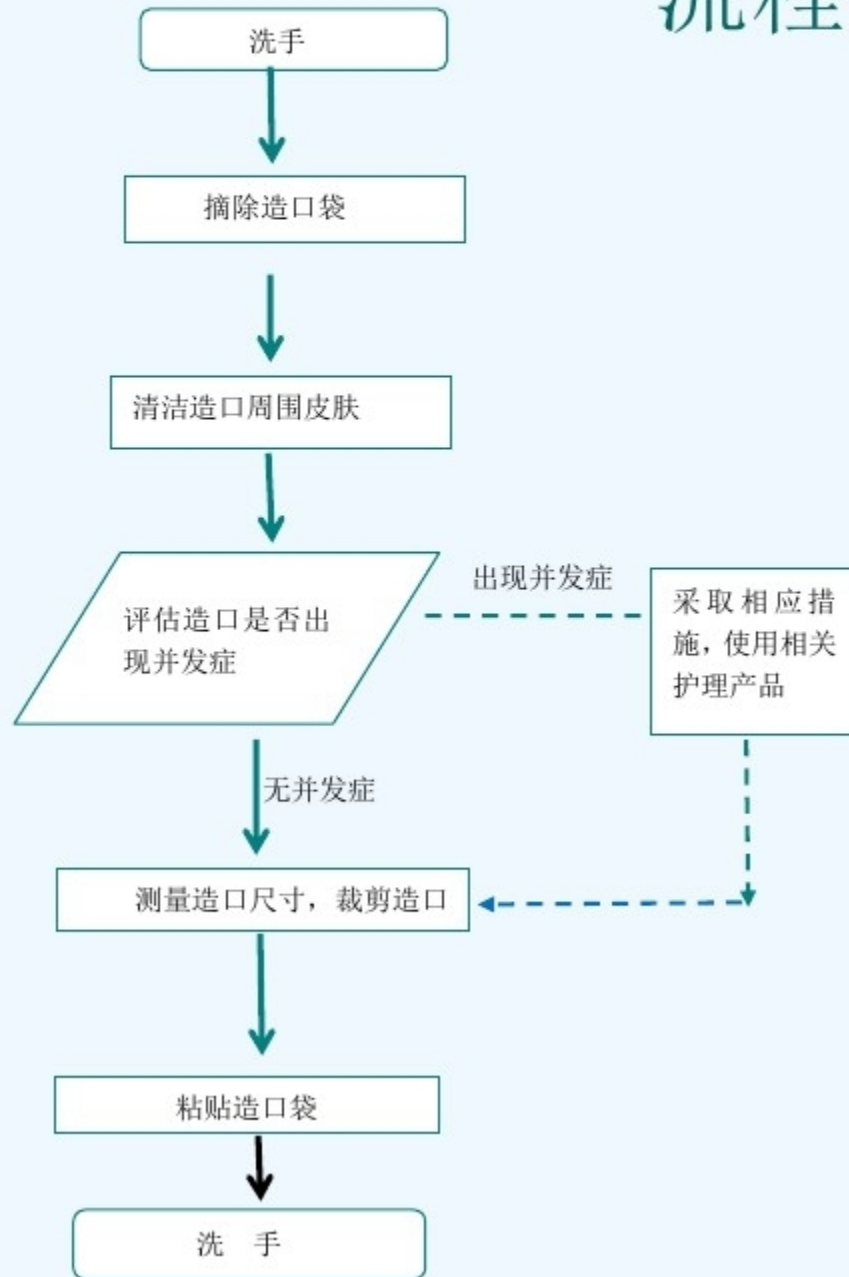 流程
洗手
摘除造口袋
清洁造口周围皮肤
评估造口是否出
现并发症
出现并发症
采取相应措
施，使用相关
护理产品
无并发症
测量造口尺寸，裁剪造口
粘贴造口袋
洗 手